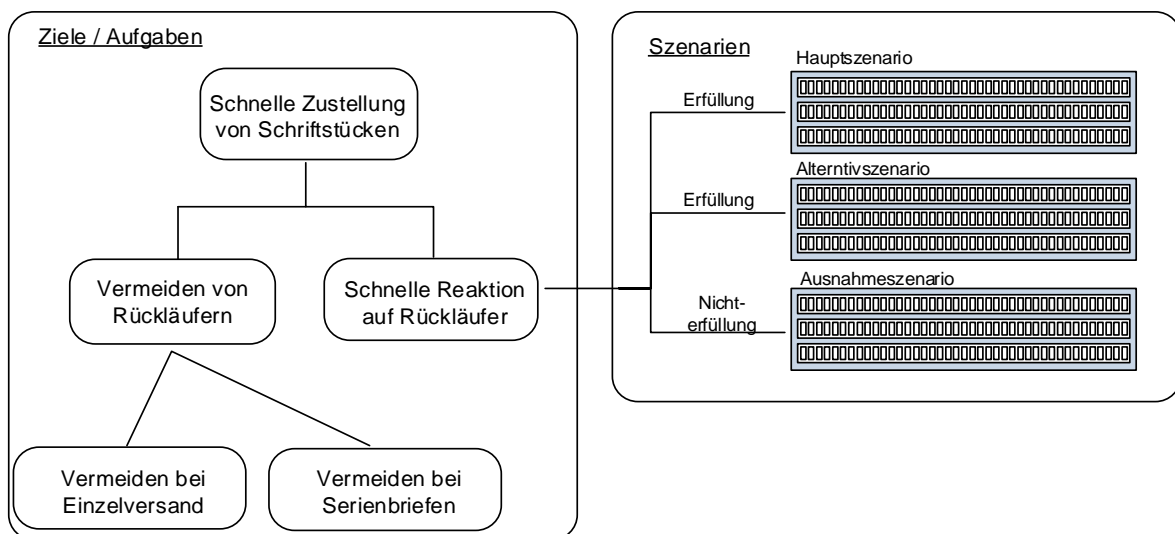 Ziele / Aufgaben
Schnelle Zustellung
von Schriftstücken
Vermeiden von
Rückläufern
Schnelle Reaktion
auf Rückläufer
Vermeiden bei
Einzelversand
Vermeiden bei
Serienbriefen
Szenarien
Hauptszenario
Erfüllung
Alterntivszenario
Erfüllung
Ausnahmeszenario
Nicht-
erfüllung